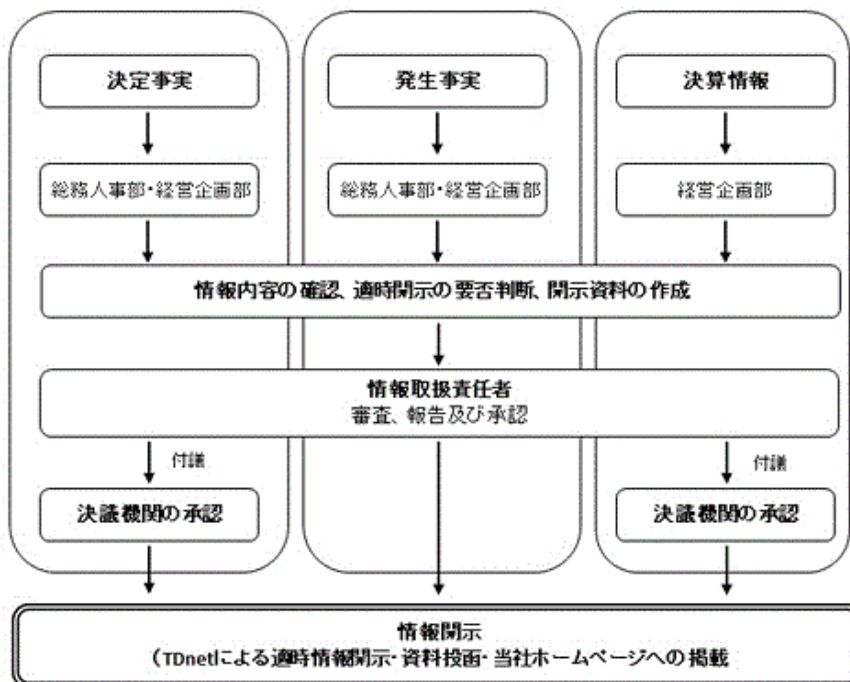 決定事実
発生事実
決算情報
総務人事部・経営企画部
総務人事部・経営企画部
経営企画部
情報内容の確認、適時開示の要否判断、開示資料の作成
情報取扱責任者
審査、報告及び承認
付議
付議
決議機関の承認
決議機関の承認
情報開示
(TDnetによる適時情報開示・資料投函・当社ホームページへの掲載